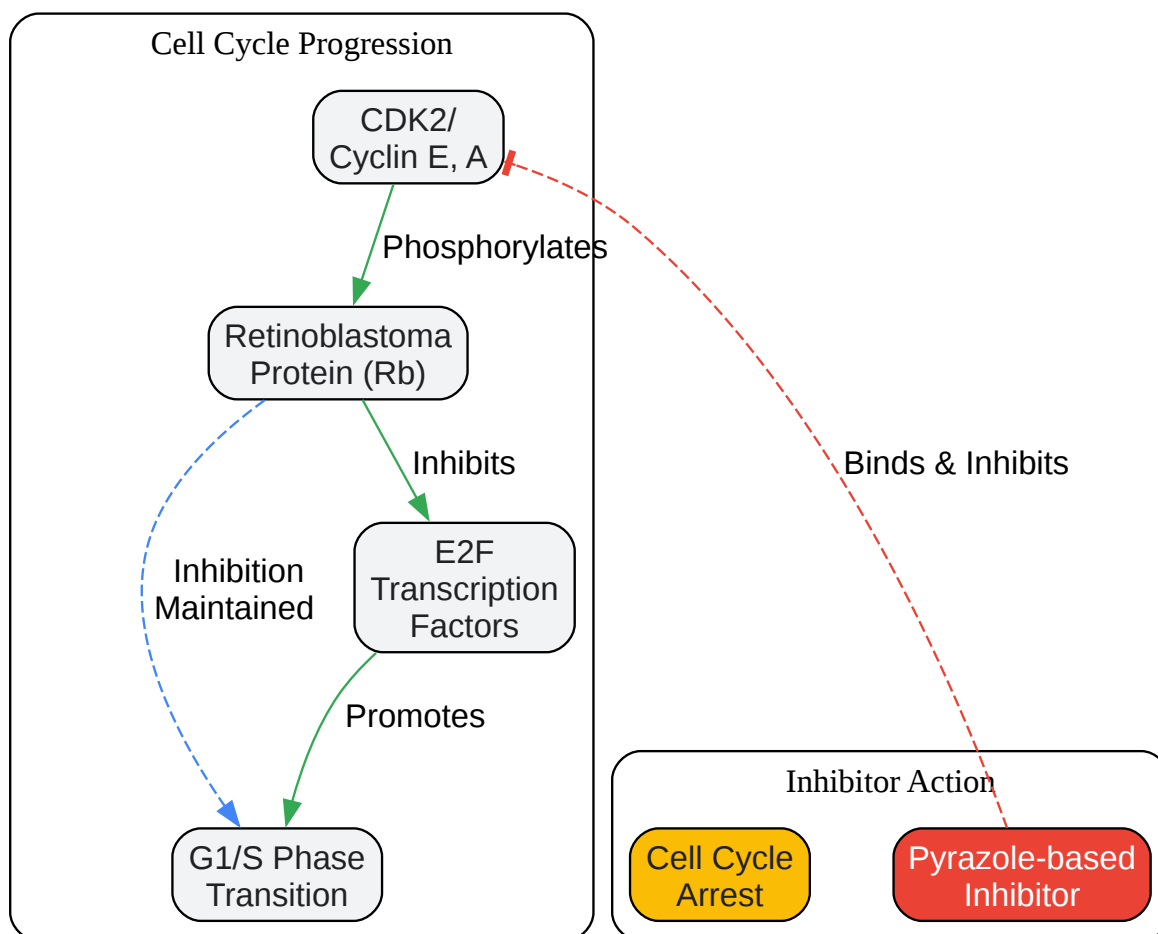 Cell Cycle Progression
CDK2/
Cyclin E, A
Phosphorylates
Retinoblastoma
Protein (Rb)
Inhibits
Binds & Inhibits
E2F
Transcription
Factors
Inhibition
Maintained
Promotes
Inhibitor Action
G1/S Phase
Transition
Cell Cycle
Arrest
Pyrazole-based
Inhibitor